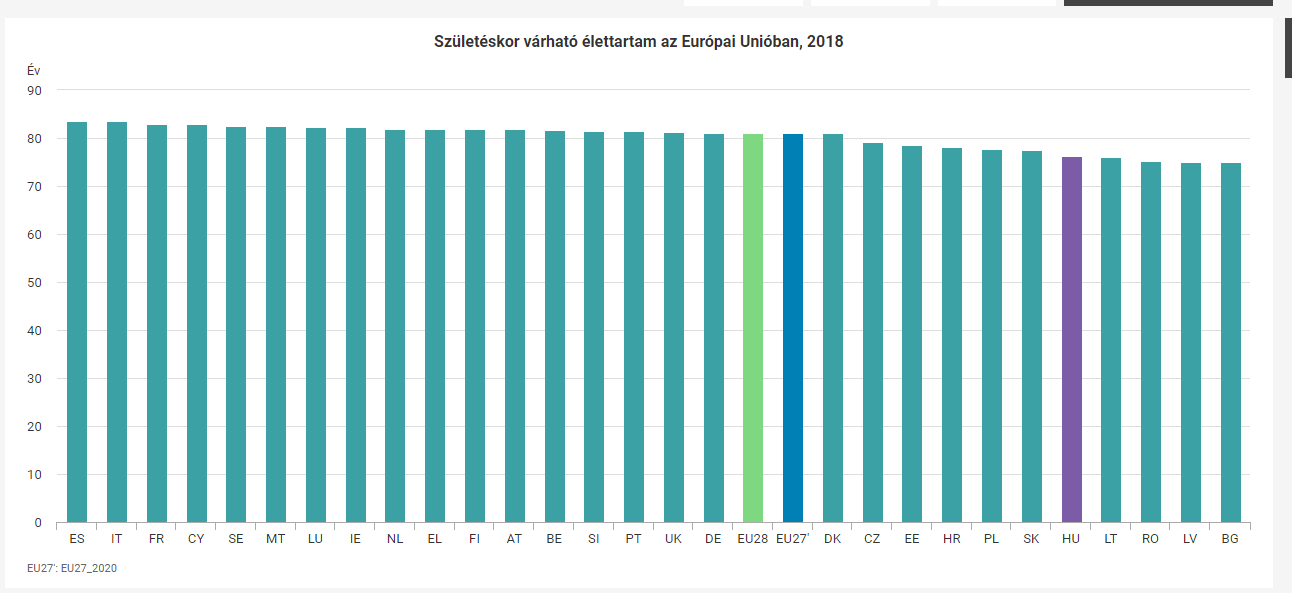 Születéskor várható élettartam az Európai Unióban, 2018
Év
90
80
70
60
50
40
30
20
10
0
ES IT FR CY SE MT LU IE NL EL FI AT BE SI PT UK DE EU28 EU27' DK CZ EE HR PL SK HU LT RO LV BG
EU27': EU27_2020